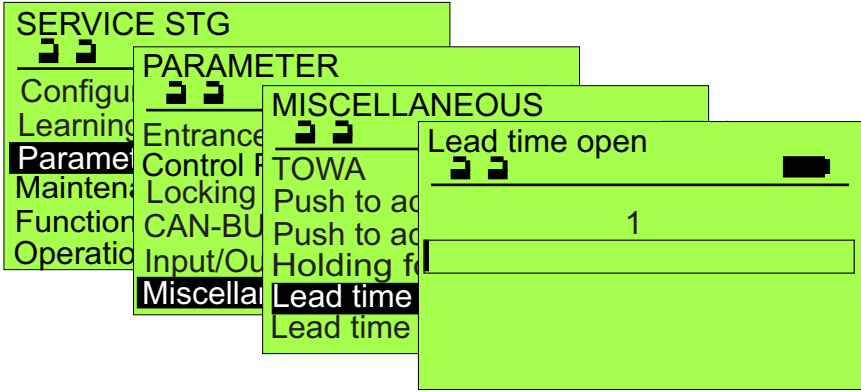 SERVICE STG
Configu
Learning
Paramet
Maintena
Function
Operatio
PARAMETER
Entrance
Control
Locking
CAN-BU
Input/Ou
Miscella
MISCELLANEOUS
TOWA
Push to ac
Push to ac
Holding fo
Lead time
Lead time
Lead time open
1